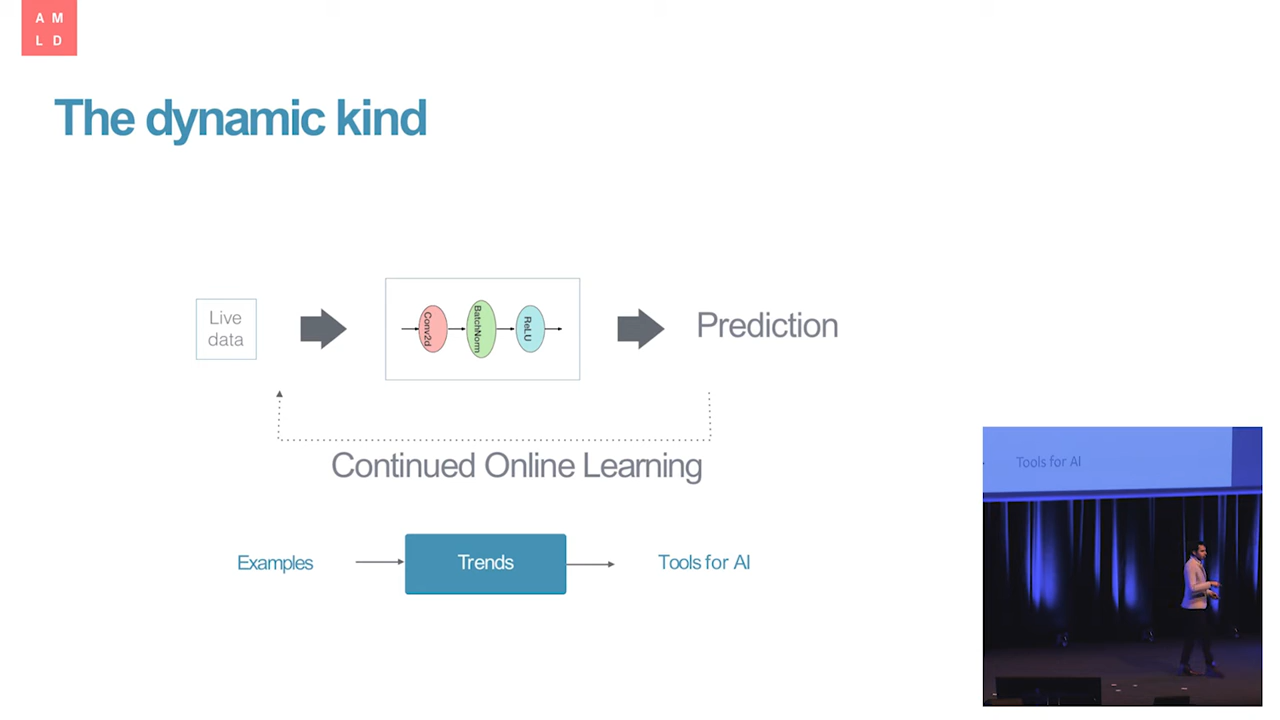 A M
L D
The dynamic kind
Live
data
Conv2d
BatchNorm
ReLU
Prediction
Continued Online Learning
Examples
Trends
Tools for AI
Tools for AI